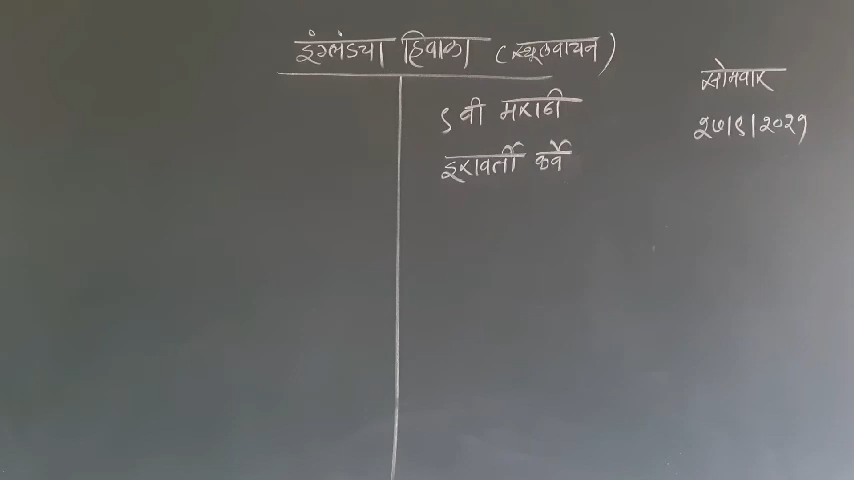 इंग्लंडचा हिवाळा (स्थूलवाचन)
९ वी मराठी
इरावती कर्वे
सोमवार
२७/९/२०२१